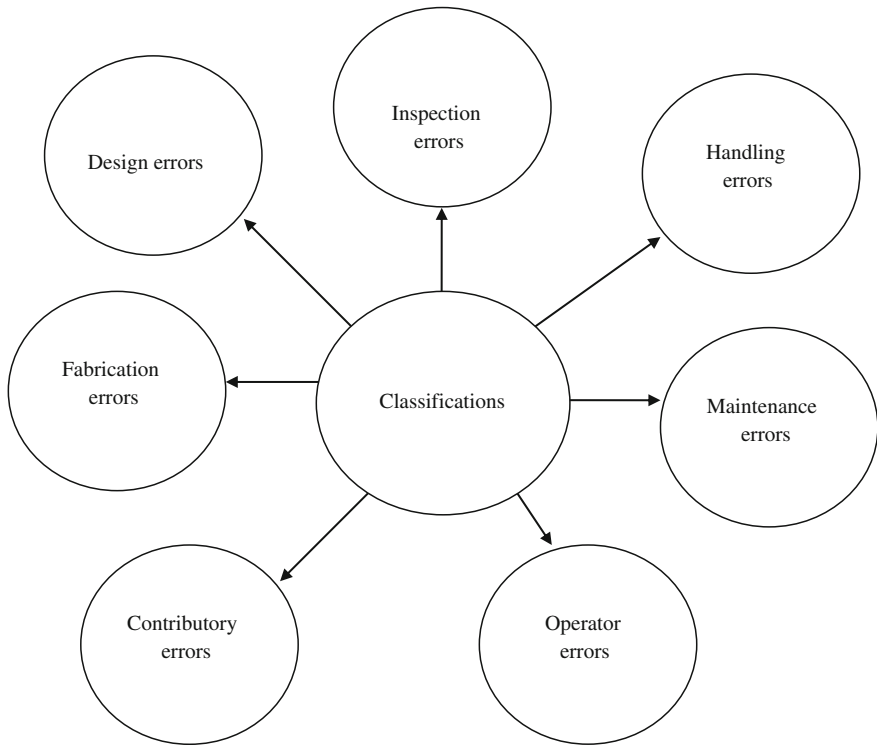 Inspection
errors
Design errors
Handling
errors
Fabrication
errors
Classifications
Maintenance
errors
Contributory
errors
Operator
errors